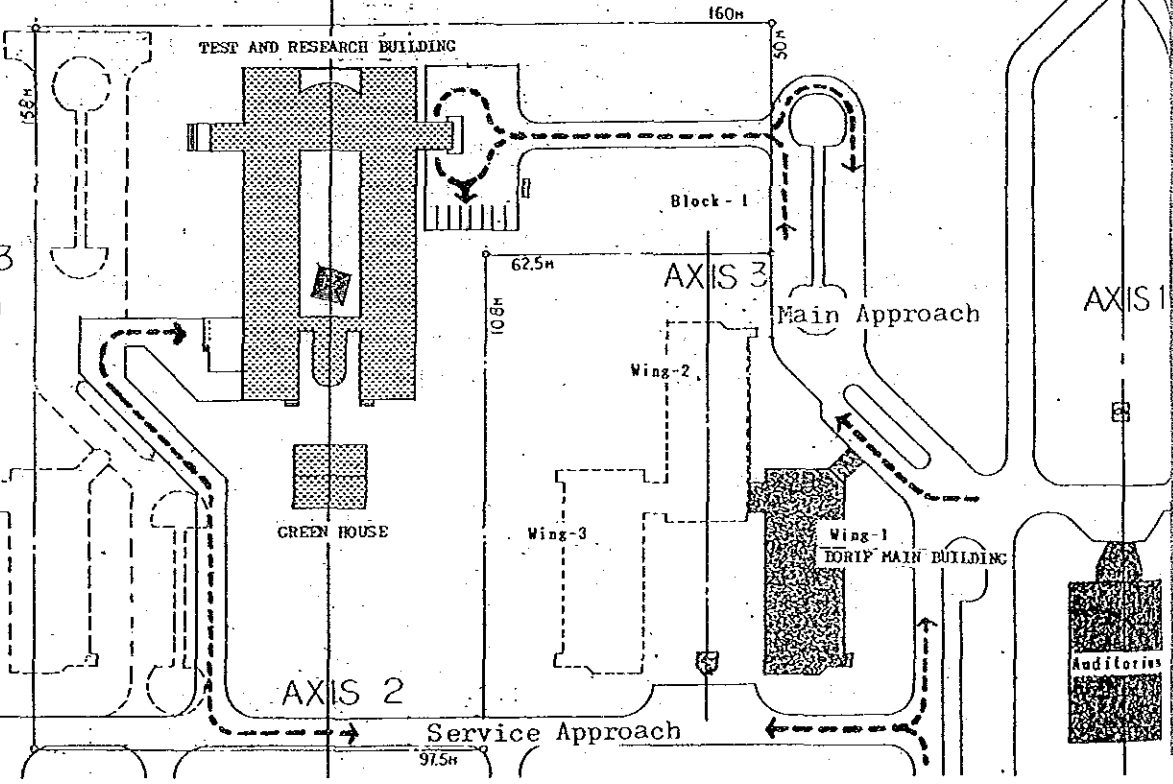 160M
TEST AND RESEARCH BUILDING
50M
158M
Block - 1
3
62.5M
AXIS 3
108M
Main Approach
AXIS 1
Wing-2
GREEN HOUSE
Wing-3
Wing-1
MAIN BUILDING
Auditorium
AXIS 2
Service Approach
97.5M